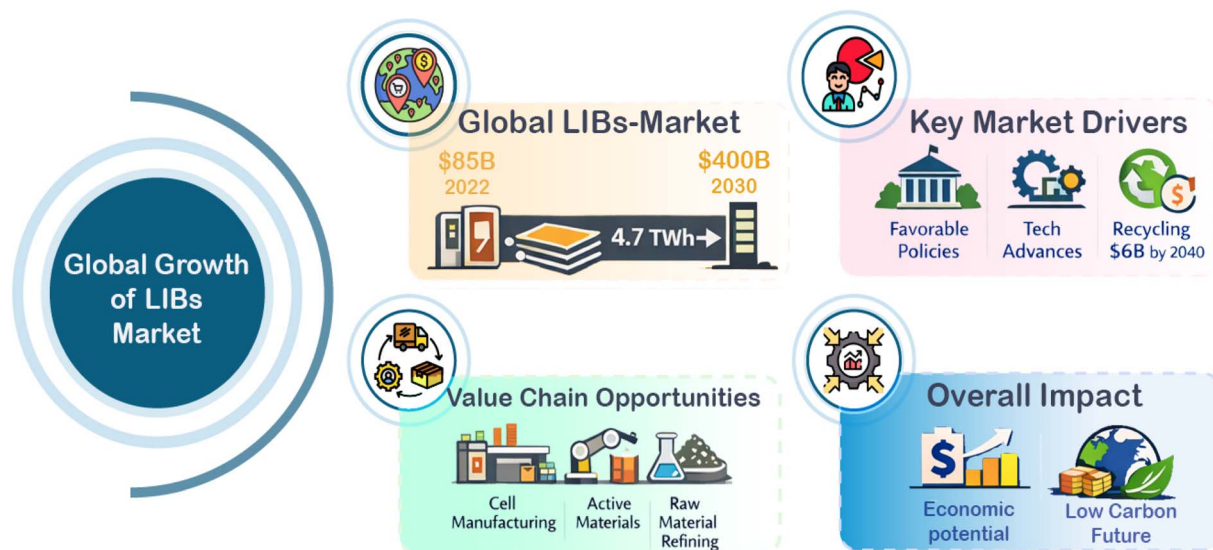 Global Growth
of LIBs
Market
Global LIBs-Market
$85B
2022
$400B
2030
4.7 TWh
Key Market Drivers
Favorable
Policies
Tech
Advances
Recycling
$6B by 2040
Value Chain Opportunities
Cell
Manufacturing
Active
Materials
Raw
Material
Refining
Overall Impact
Economic
potential
Low Carbon
Future